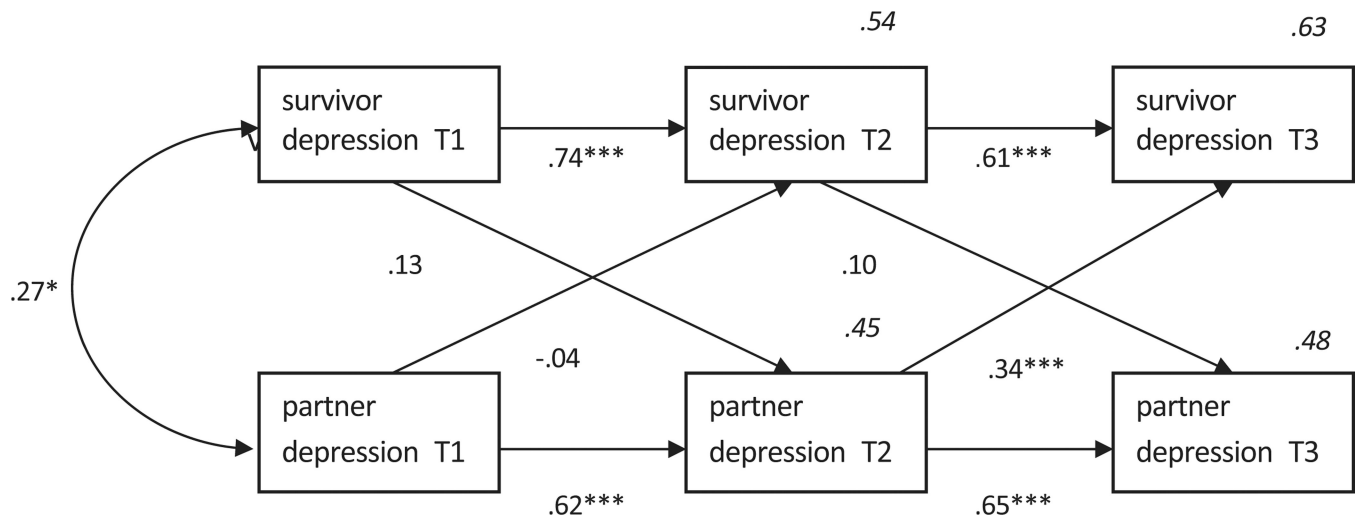 .54
.63
survivor
depression T1
survivor
depression T2
survivor
depression T3
.74***
.61***
.13
.10
.27*
.45
.48
-.04
.34***
partner
depression T1
partner
depression T2
partner
depression T3
.62***
.65***